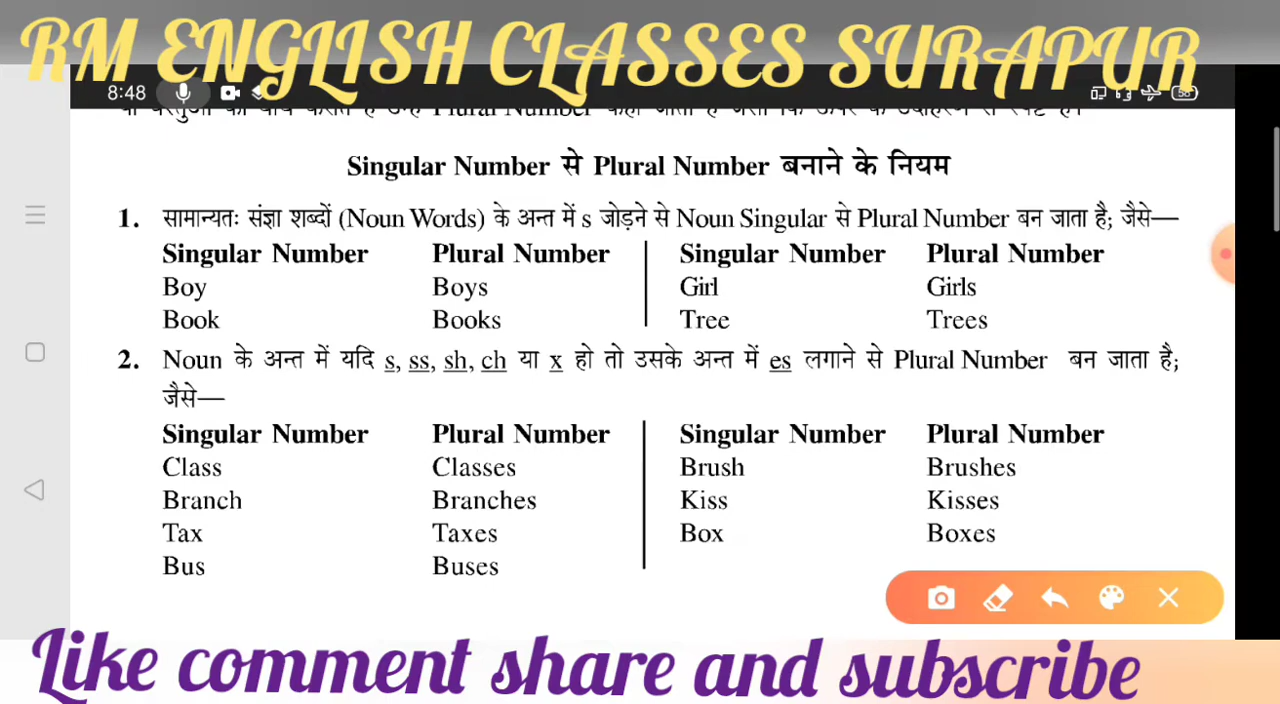 RM ENGLISH CLASSES SURAPUR
8:48
58
Plural Number
Singular Number से Plural Number बनाने के नियम
1. सामान्यतः संज्ञा शब्दों (Noun Words) के अन्त में s जोड़ने से Noun Singular से Plural Number बन जाता है; जैसे—
Singular Number Plural Number Singular Number Plural Number
Boy Boys Girl Girls
Book Books Tree Trees
2. Noun के अन्त में यदि s, ss, sh, ch या x हो तो उसके अन्त में es लगाने से Plural Number बन जाता है;
जैसे—
Singular Number Plural Number Singular Number Plural Number
Class Classes Brush Brushes
Branch Branches Kiss Kisses
Tax Taxes Box Boxes
Bus Buses
Like comment share and subscribe